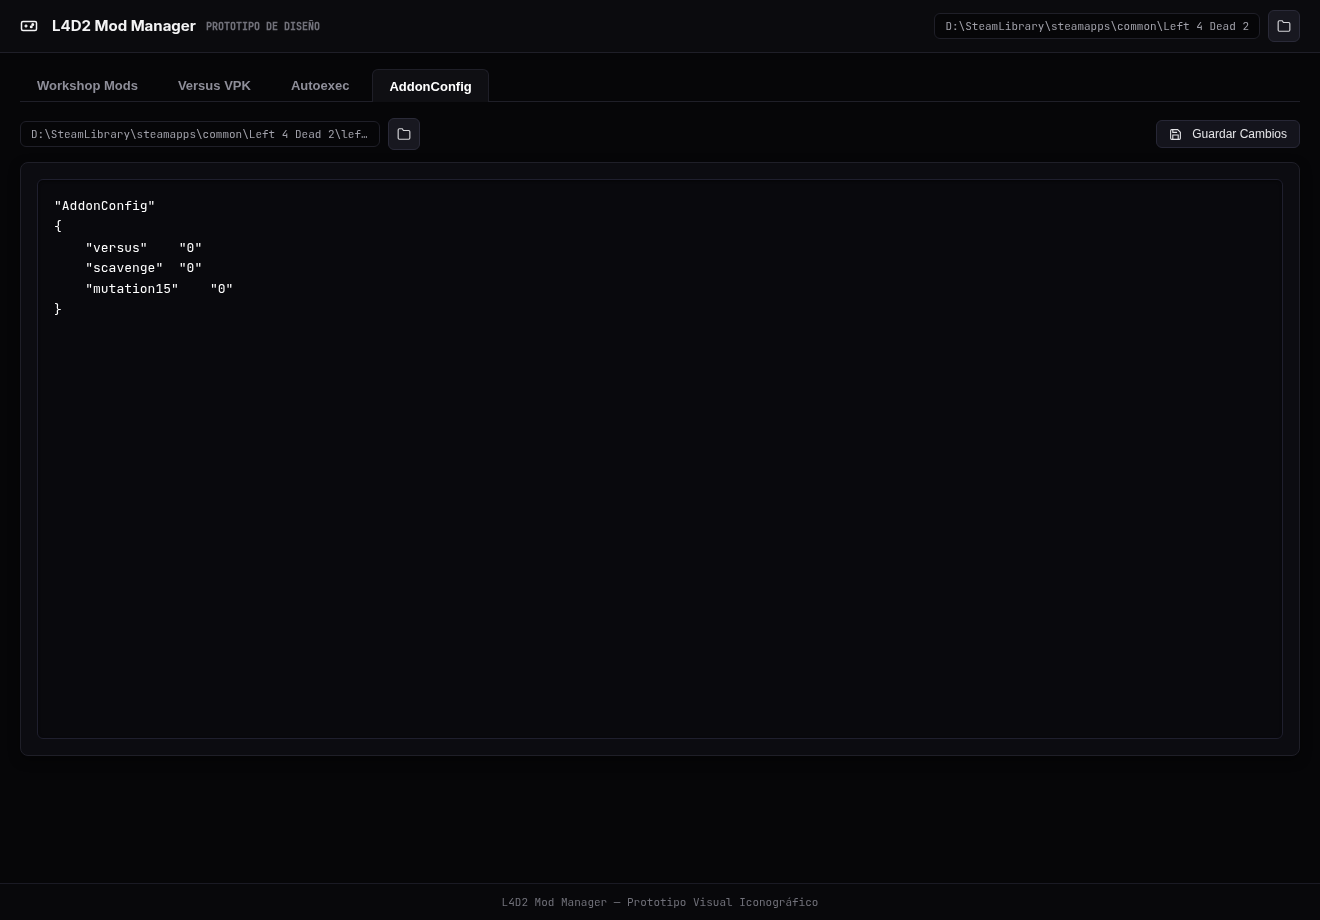 L4D2 Mod Manager PROTOTIPO DE DISEÑO D:\SteamLibrary\steamapps\common\Left 4 Dead 2
Workshop Mods Versus VPK Autoexec AddonConfig
D:\SteamLibrary\steamapps\common\Left 4 Dead 2\lef… Guardar Cambios
"AddonConfig"
{
    "versus"    "0"
    "scavenge"  "0"
    "mutation15"    "0"
}
L4D2 Mod Manager — Prototipo Visual Iconográfico